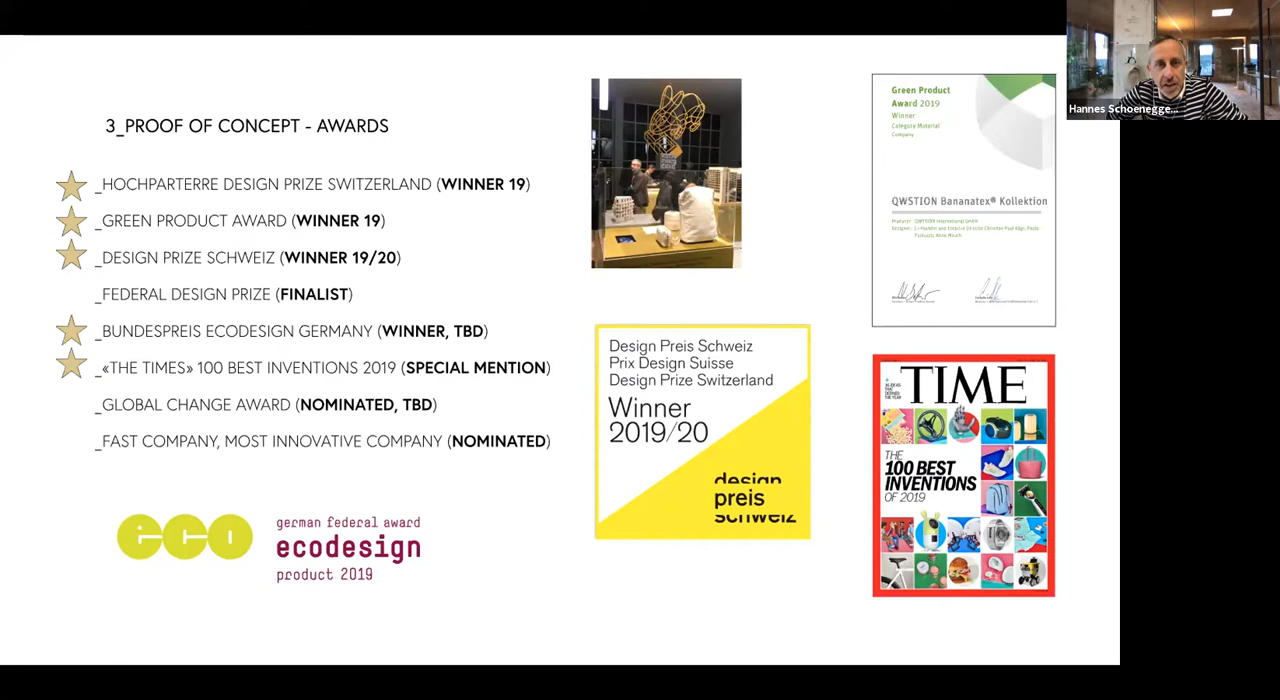 3_PROOF OF CONCEPT - AWARDS
_HOCHPARTERRE DESIGN PRIZE SWITZERLAND (WINNER 19)
_GREEN PRODUCT AWARD (WINNER 19)
_DESIGN PRIZE SCHWEIZ (WINNER 19/20)
_FEDERAL DESIGN PRIZE (FINALIST)
_BUNDESPREIS ECODESIGN GERMANY (WINNER, TBD)
_«THE TIMES» 100 BEST INVENTIONS 2019 (SPECIAL MENTION)
_GLOBAL CHANGE AWARD (NOMINATED, TBD)
_FAST COMPANY, MOST INNOVATIVE COMPANY (NOMINATED)
eco
german federal award
ecodesign
product 2019
Design Preis Schweiz
Prix Design Suisse
Design Prize Switzerland
Winner
2019/20
design
preis
schweiz
Green Product
Award 2019
Winner
Category Material
Company
QWSTION Bananatex® Kollektion
TIME
THE
100 BEST
INVENTIONS
OF 2019
Hannes Schoenegge...